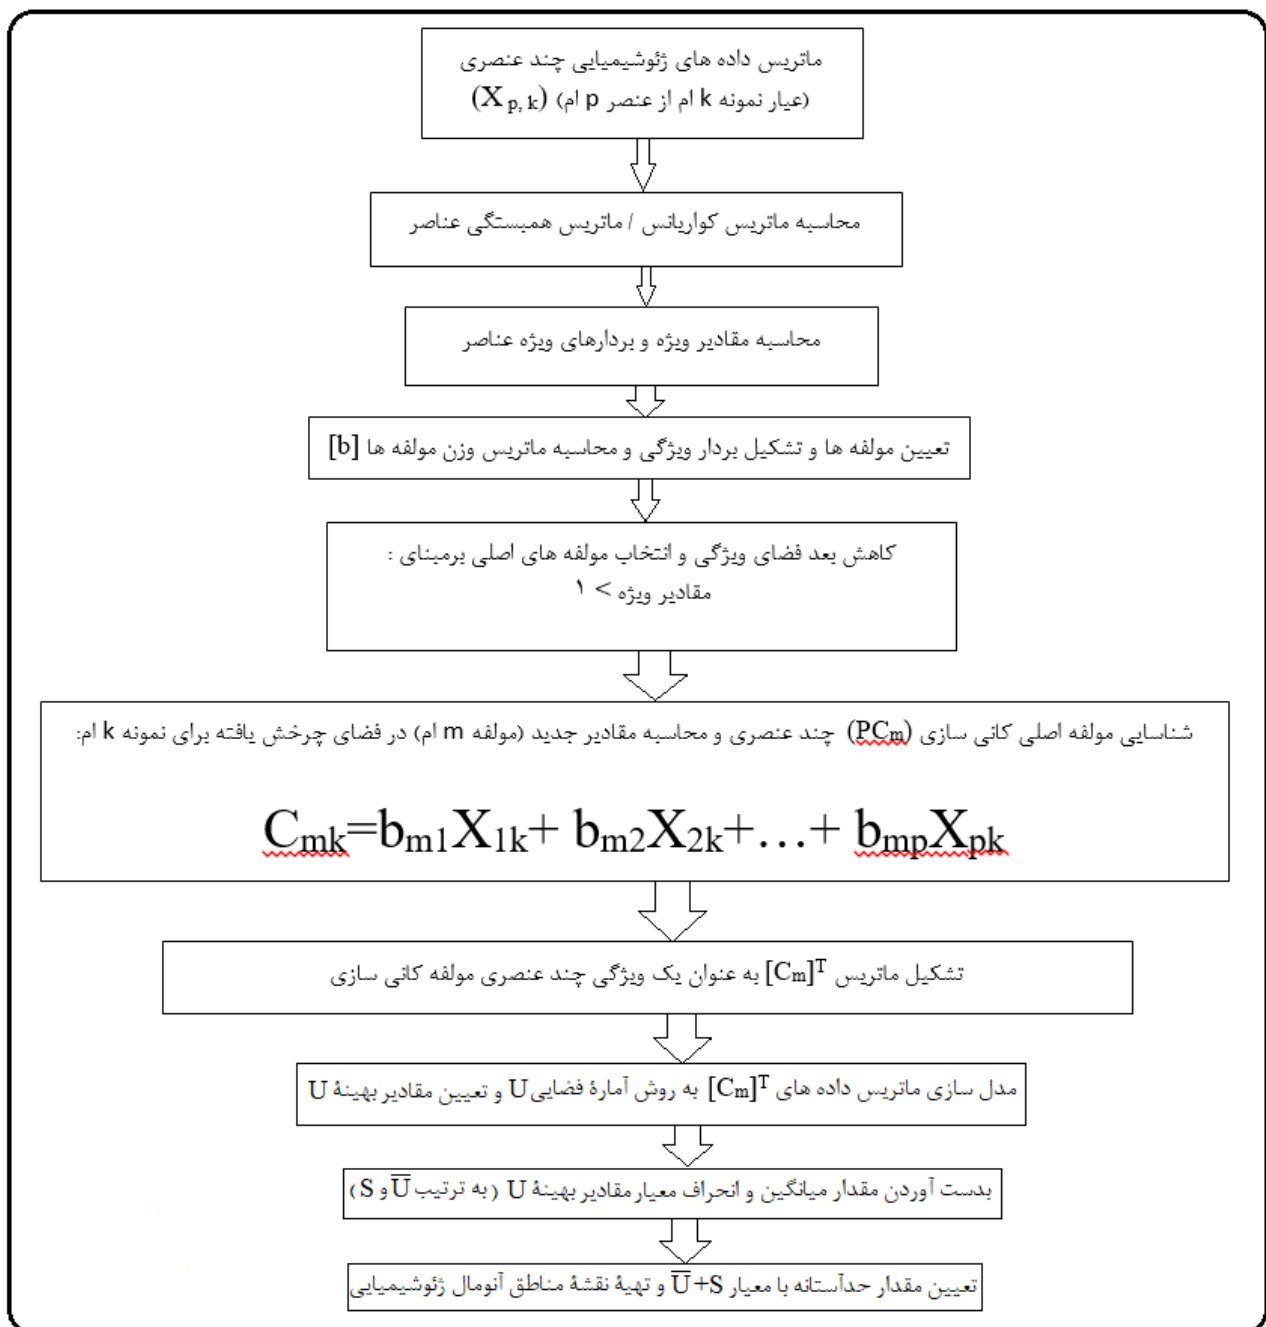 ماتریس داده های ژئوشیمیایی چند عنصری
(عیار نمونه k ام از عنصر p ام) (X p, k)
محاسبه ماتریس کواریانس / ماتریس همبستگی عناصر
محاسبه مقادیر ویژه و بردارهای ویژه عناصر
تعیین مولفه ها و تشکیل بردار ویژگی و محاسبه ماتریس وزن مولفه ها [b]
کاهش بعد فضای ویژگی و انتخاب مولفه های اصلی برمبنای :
مقادیر ویژه > ۱
شناسایی مولفه اصلی کانی سازی (PCm) چند عنصری و محاسبه مقادیر جدید (مولفه m ام) در فضای چرخش یافته برای نمونه k ام:
Cmk=bm1X1k+ bm2X2k+…+ bmpXpk
تشکیل ماتریس [Cm]T به عنوان یک ویژگی چند عنصری مولفه کانی سازی
مدل سازی ماتریس داده های [Cm]T به روش آمارۀ فضایی U و تعیین مقادیر بهینۀ U
بدست آوردن مقدار میانگین و انحراف معیار مقادیر بهینۀ U (به ترتیب U̅ و S)
تعیین مقدار حدآستانه با معیار U̅+S و تهیۀ نقشۀ مناطق آنومال ژئوشیمیایی